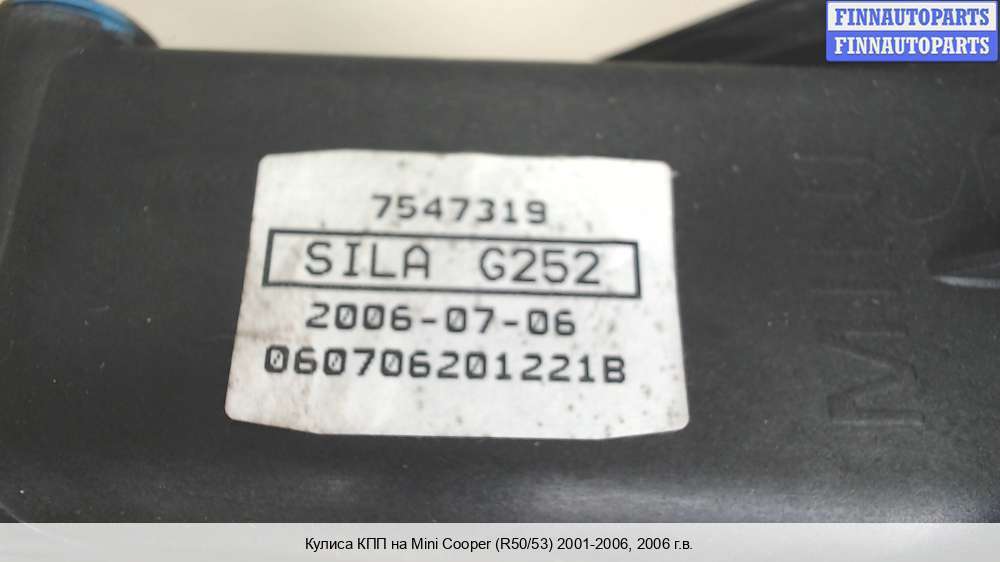 FINNAUTOPARTS
FINNAUTOPARTS
7547319
SILA G252
2006-07-06
060706201221B
Кулиса КПП на Mini Cooper (R50/53) 2001-2006, 2006 г.в.